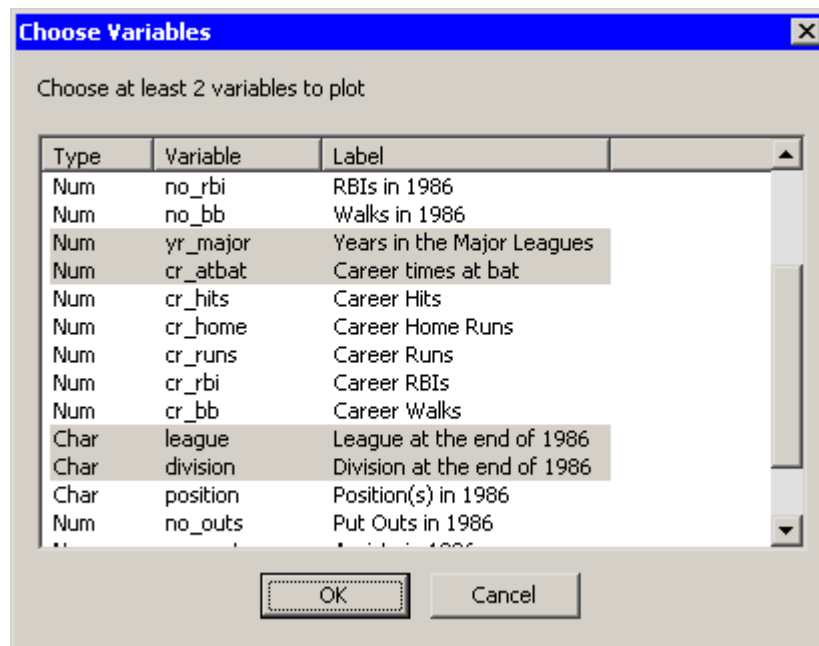 Choose Variables
Choose at least 2 variables to plot
Type Variable Label
Num no_rbi RBIs in 1986
Num no_bb Walks in 1986
Num yr_major Years in the Major Leagues
Num cr_atbat Career times at bat
Num cr_hits Career Hits
Num cr_home Career Home Runs
Num cr_runs Career Runs
Num cr_rbi Career RBIs
Num cr_bb Career Walks
Char league League at the end of 1986
Char division Division at the end of 1986
Char position Position(s) in 1986
Num no_outs Put Outs in 1986
OK Cancel